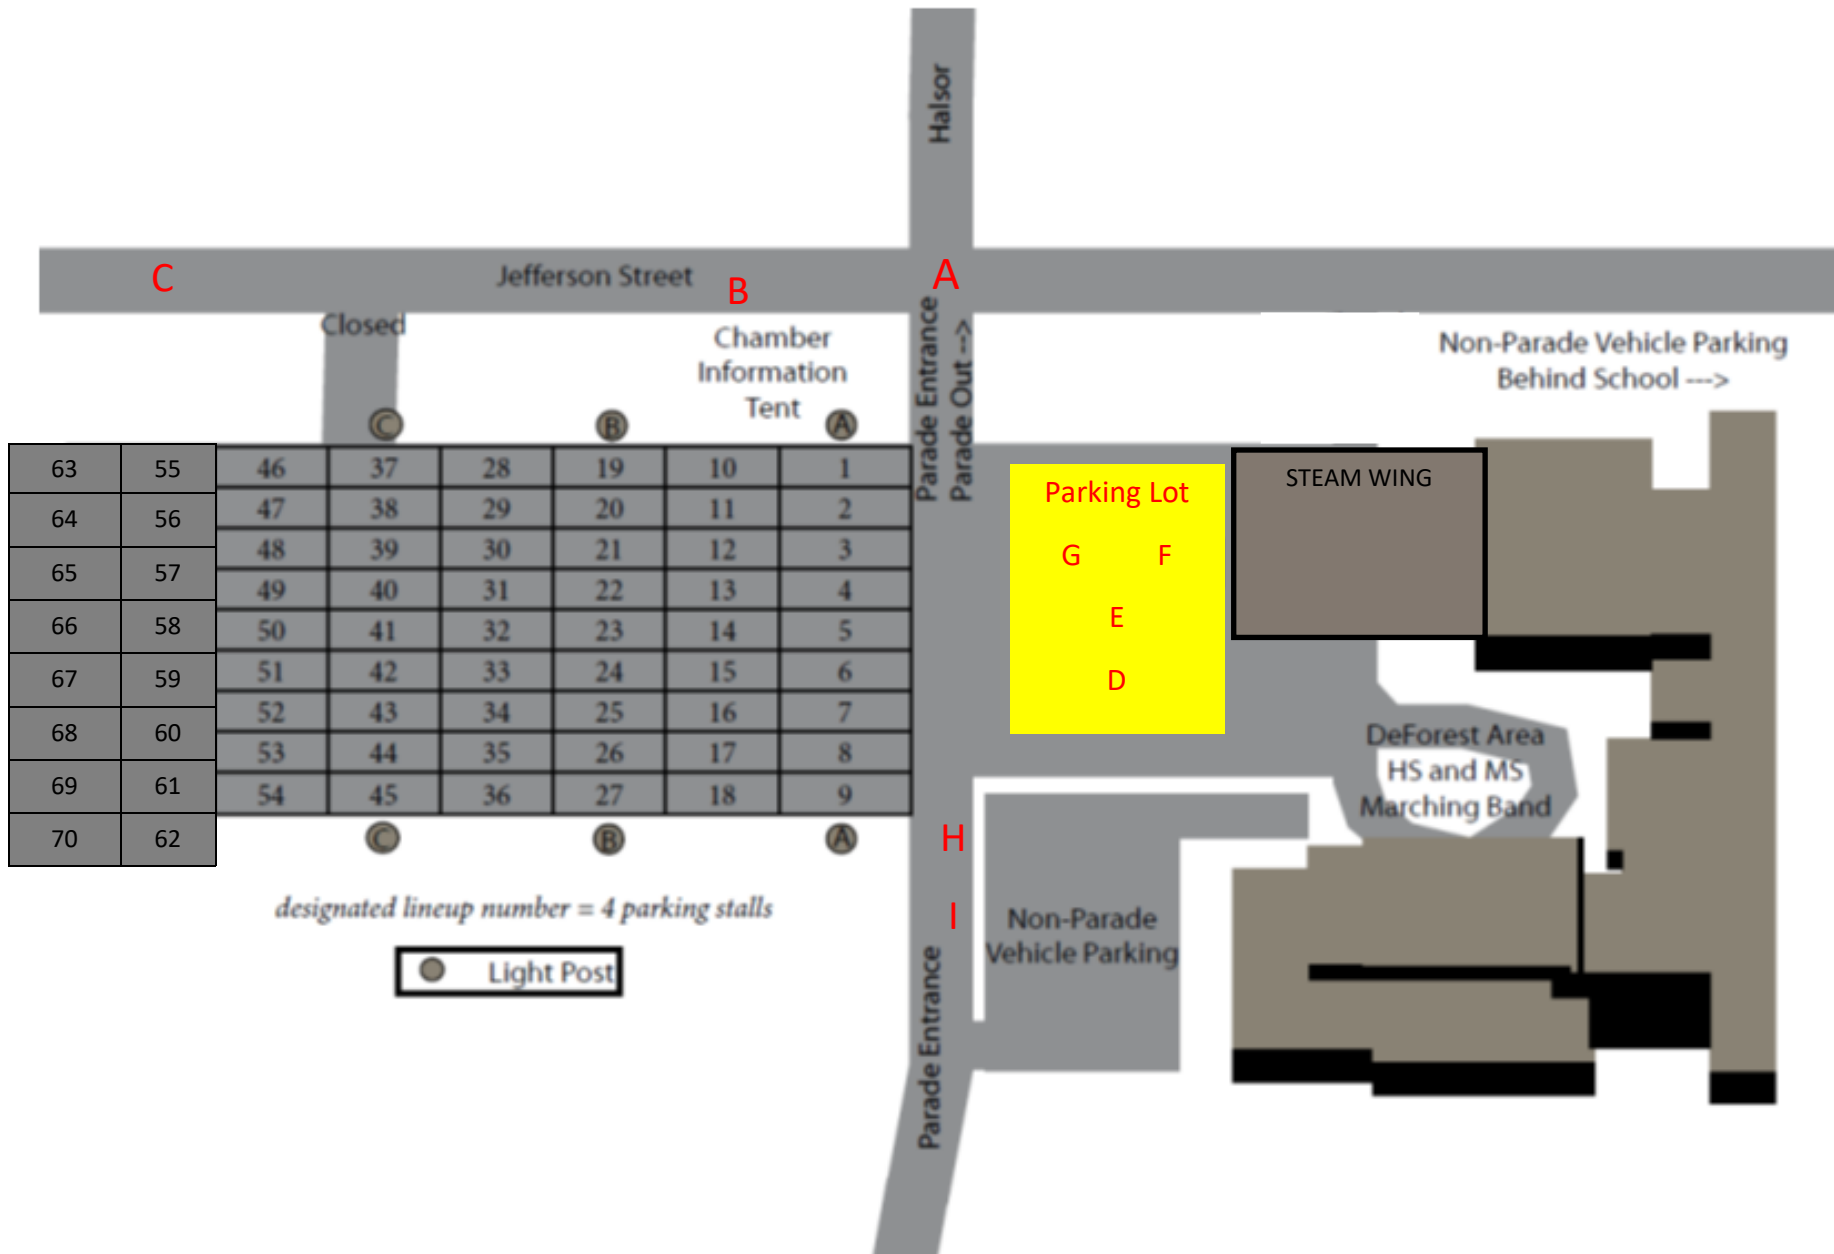 Halsor
C Jefferson Street B A
Closed
Chamber
Information
Tent
Parade Entrance
Parade Out -->
Non-Parade Vehicle Parking
Behind School --->
C B A
63 55 46 37 28 19 10 1
64 56 47 38 29 20 11 2
65 57 48 39 30 21 12 3
66 58 49 40 31 22 13 4
67 59 50 41 32 23 14 5
68 60 51 42 33 24 15 6
69 61 52 43 34 25 16 7
70 62 53 44 35 26 17 8
54 45 36 27 18 9
C B A
Parking Lot
G F
E
D
STEAM WING
DeForest Area
HS and MS
Marching Band
H
I
designated lineup number = 4 parking stalls
Light Post
Non-Parade
Vehicle Parking
Parade Entrance